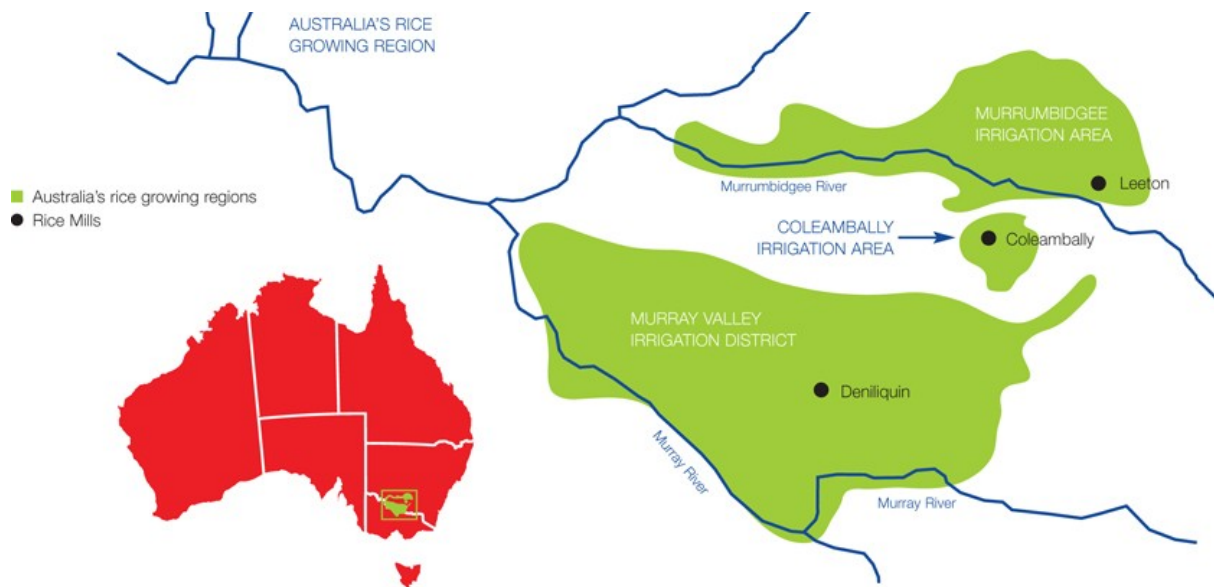 AUSTRALIA'S RICE
GROWING REGION
MURRUMBIDGEE
IRRIGATION AREA
Murrumbidgee River
Leeton
Australia's rice growing regions
Rice Mills
COLEAMBALLY
IRRIGATION AREA
Coleambally
MURRAY VALLEY
IRRIGATION DISTRICT
Deniliquin
Murray River
Murray River